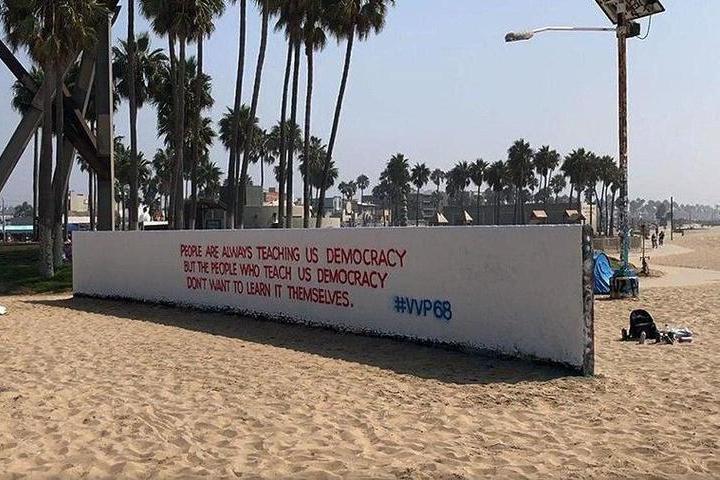 PEOPLE ARE ALWAYS TEACHING US DEMOCRACY
BUT THE PEOPLE WHO TEACH US DEMOCRACY
DON'T WANT TO LEARN IT THEMSELVES.
#VVP68